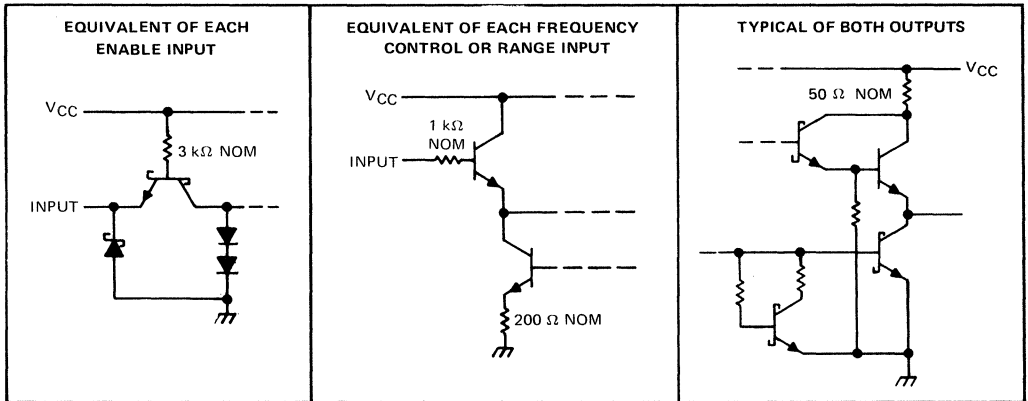 EQUIVALENT OF EACH
ENABLE INPUT
VCC
3 kΩ NOM
INPUT
EQUIVALENT OF EACH FREQUENCY
CONTROL OR RANGE INPUT
VCC
1 kΩ
NOM
INPUT
200 Ω NOM
TYPICAL OF BOTH OUTPUTS
VCC
50 Ω NOM